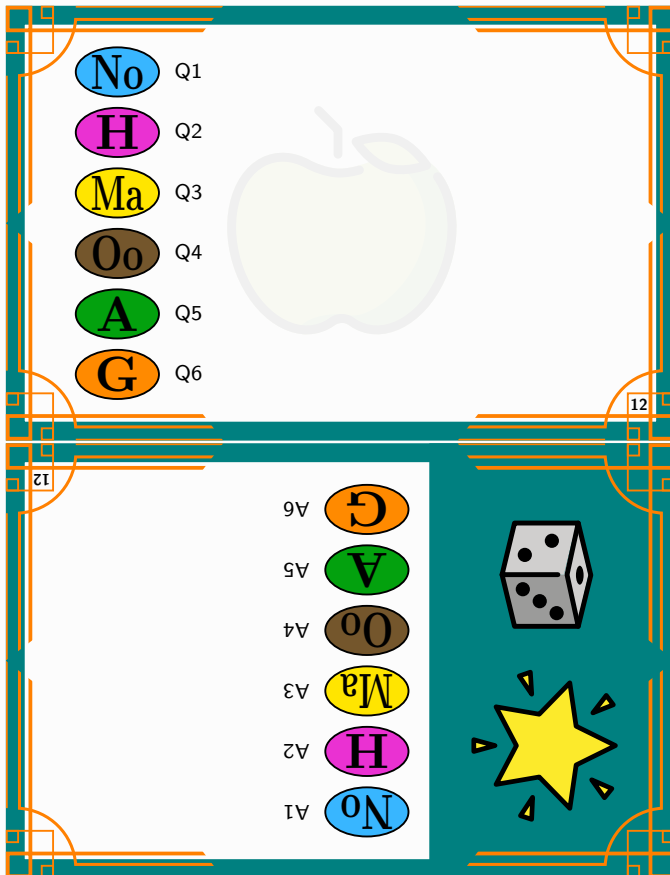 No Q1
H Q2
Ma Q3
Oo Q4
A Q5
G Q6
12
12
No A1
H A2
Ma A3
Oo A4
A A5
G A6